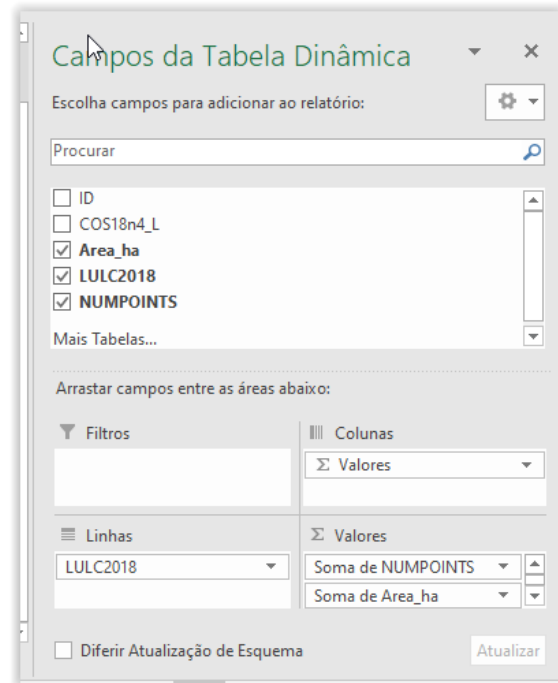 Campos da Tabela Dinâmica
Escolha campos para adicionar ao relatório:
Procurar
ID
COS18n4_L
Area_ha
LULC2018
NUMPOINTS
Mais Tabelas...
Arrastar campos entre as áreas abaixo:
Filtros
Colunas
Σ Valores
Linhas
Σ Valores
LULC2018
Soma de NUMPOINTS
Soma de Area_ha
Diferir Atualização de Esquema
Atualizar